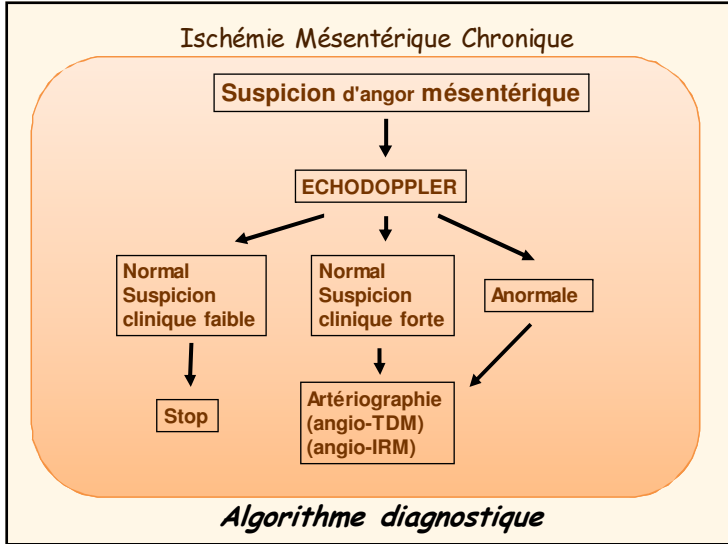 Ischémie Mésentérique Chronique
Suspicion d'angor mésentérique
ECHODOPPLER
Normal
Suspicion
clinique faible
Normal
Suspicion
clinique forte
Anormale
Stop
Artériographie
(angio-TDM)
(angio-IRM)
Algorithme diagnostique